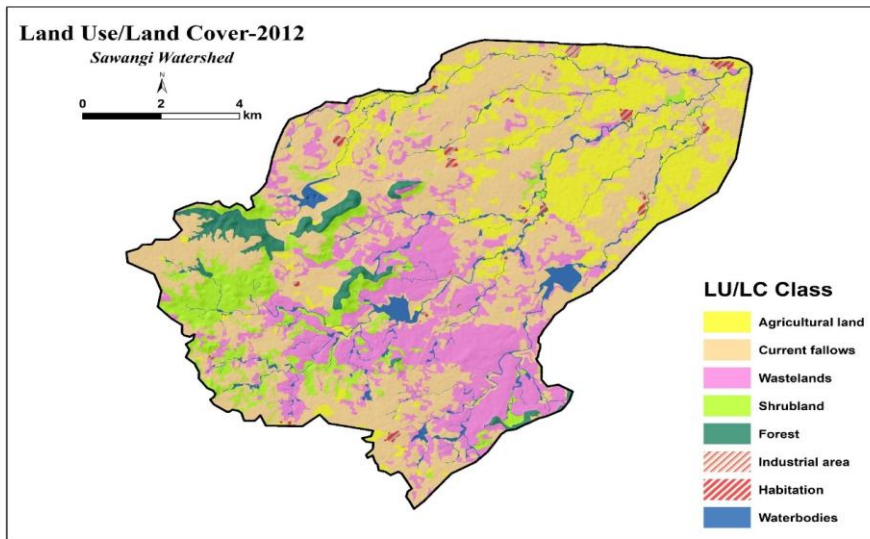 Land Use/Land Cover-2012
Sawangi Watershed
N
0 2 4
km
LU/LC Class
Agricultural land
Current fallows
Wastelands
Shrubland
Forest
Industrial area
Habitation
Waterbodies